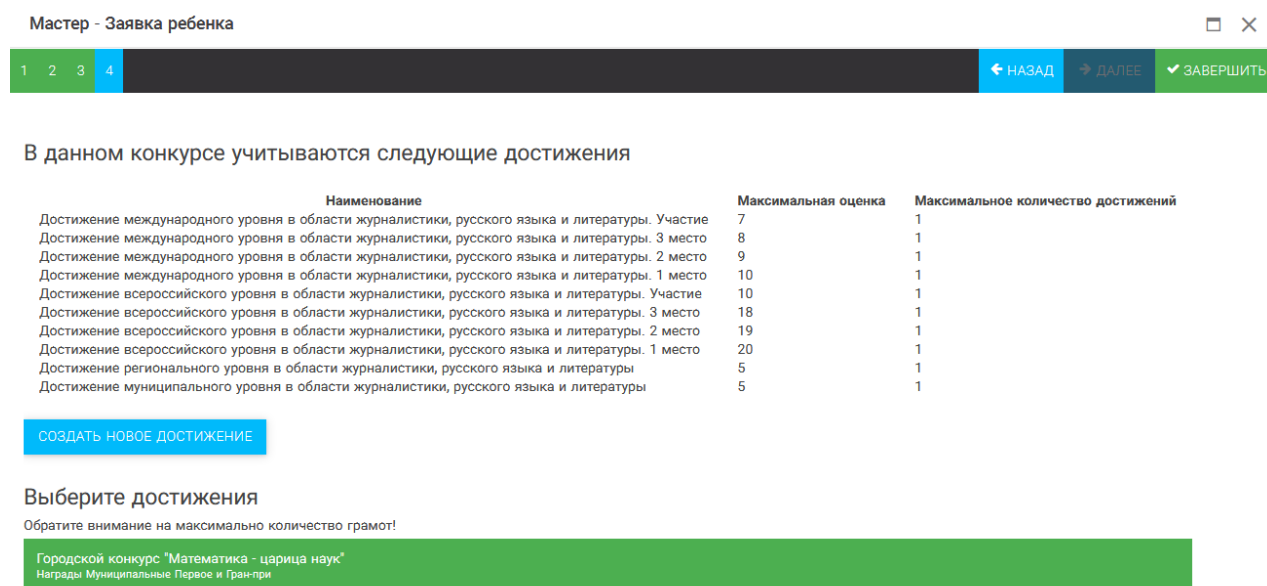 Мастер - Заявка ребенка
1 2 3 4 НАЗАД ДАЛЕЕ ЗАВЕРШИТЬ
В данном конкурсе учитываются следующие достижения
Наименование Максимальная оценка Максимальное количество достижений
Достижение международного уровня в области журналистики, русского языка и литературы. Участие 7 1
Достижение международного уровня в области журналистики, русского языка и литературы. 3 место 8 1
Достижение международного уровня в области журналистики, русского языка и литературы. 2 место 9 1
Достижение международного уровня в области журналистики, русского языка и литературы. 1 место 10 1
Достижение всероссийского уровня в области журналистики, русского языка и литературы. Участие 10 1
Достижение всероссийского уровня в области журналистики, русского языка и литературы. 3 место 18 1
Достижение всероссийского уровня в области журналистики, русского языка и литературы. 2 место 19 1
Достижение всероссийского уровня в области журналистики, русского языка и литературы. 1 место 20 1
Достижение регионального уровня в области журналистики, русского языка и литературы 5 1
Достижение муниципального уровня в области журналистики, русского языка и литературы 5 1
СОЗДАТЬ НОВОЕ ДОСТИЖЕНИЕ
Выберите достижения
Обратите внимание на максимально количество грамот!
Городской конкурс "Математика - царица наук"
Награды Муниципальные Первое и Гран-при